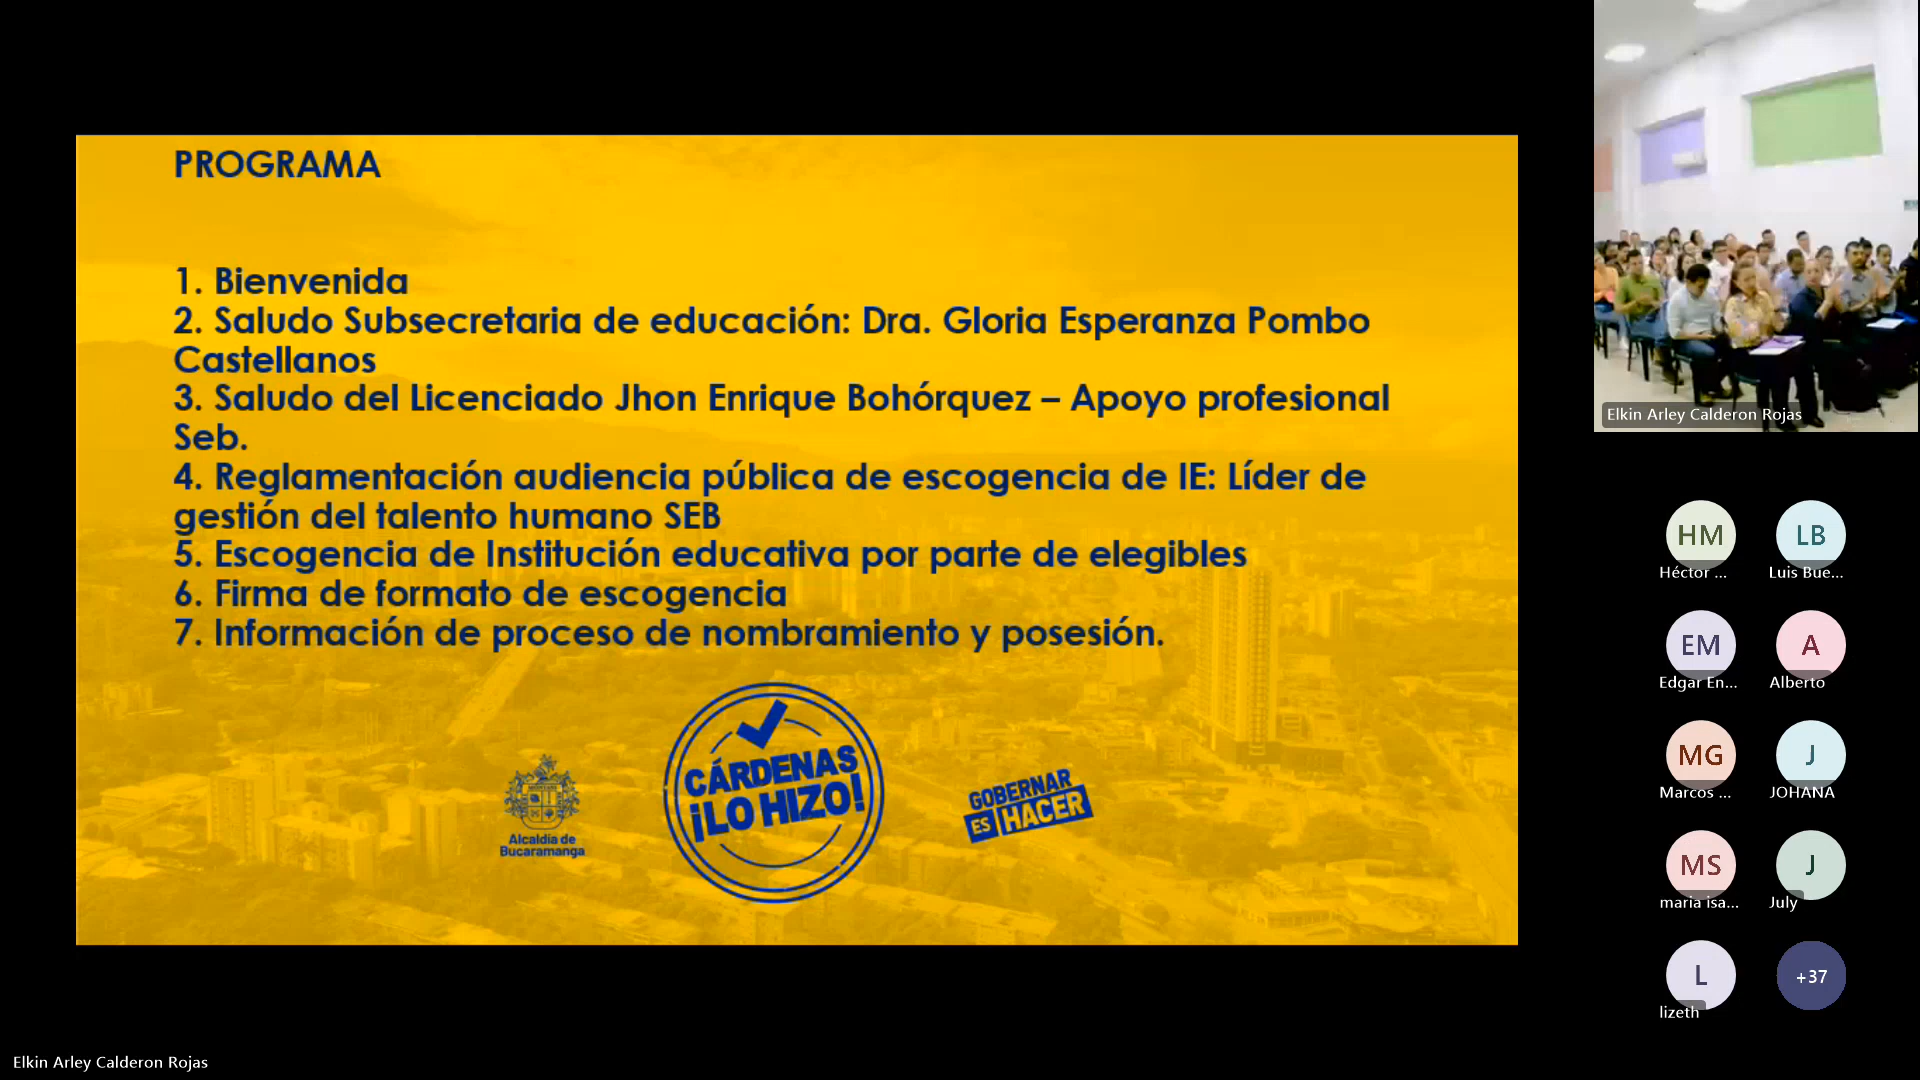 PROGRAMA
1. Bienvenida
2. Saludo Subsecretaria de educación: Dra. Gloria Esperanza Pombo
Castellanos
3. Saludo del Licenciado Jhon Enrique Bohórquez – Apoyo profesional
Seb.
4. Reglamentación audiencia pública de escogencia de IE: Líder de
gestión del talento humano SEB
5. Escogencia de Institución educativa por parte de elegibles
6. Firma de formato de escogencia
7. Información de proceso de nombramiento y posesión.
Alcaldía de
Bucaramanga
CÁRDENAS
¡LO HIZO!
GOBERNAR
ES HACER
Elkin Arley Calderon Rojas
HM
Héctor ...
LB
Luis Bue...
EM
Edgar En...
A
Alberto
MG
Marcos ...
J
JOHANA
MS
maria isa...
J
July
L
lizeth
+37
Elkin Arley Calderon Rojas